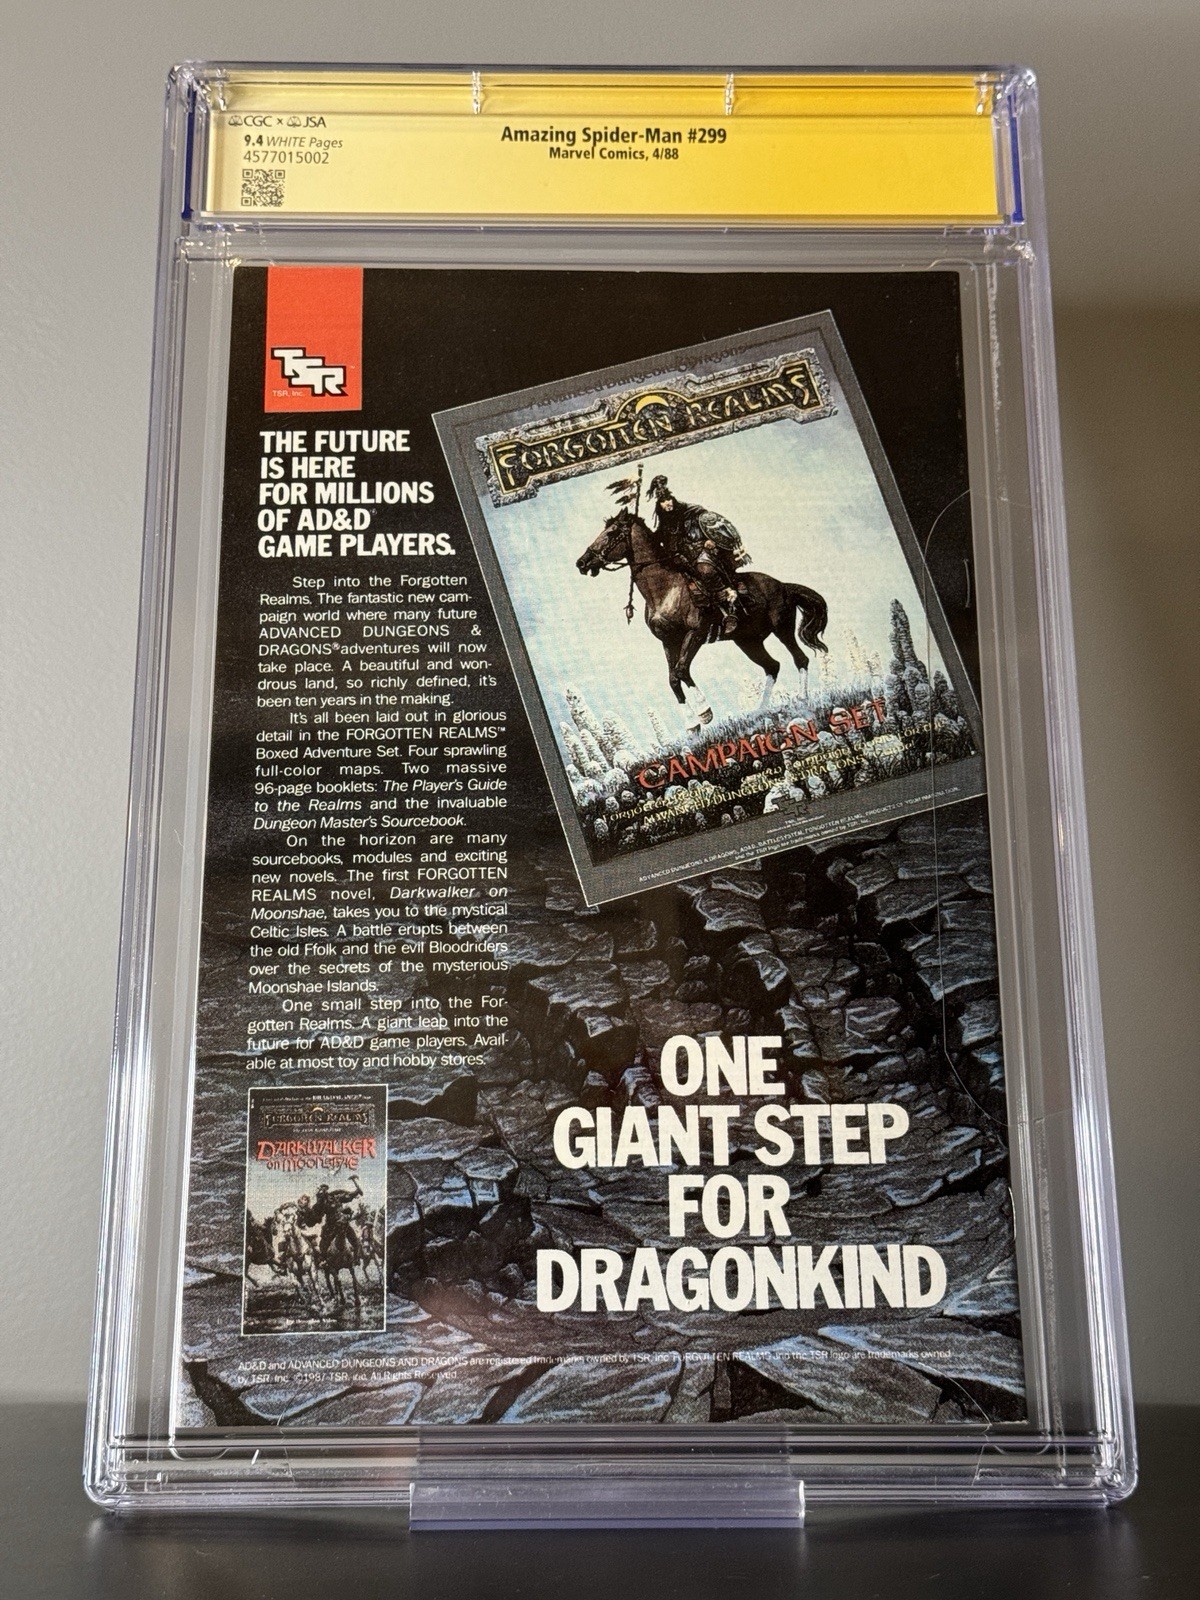 CGC × JSA
9.4 WHITE Pages
4577015002
Amazing Spider-Man #299
Marvel Comics, 4/88
TSR
TSR, Inc.
THE FUTURE
IS HERE
FOR MILLIONS
OF AD&D
GAME PLAYERS.
Step into the Forgotten
Realms. The fantastic new cam-
paign world where many future
ADVANCED DUNGEONS &
DRAGONS® adventures will now
take place. A beautiful and won-
drous land, so richly defined, it's
been ten years in the making.
It's all been laid out in glorious
detail in the FORGOTTEN REALMS™
Boxed Adventure Set. Four sprawling
full-color maps. Two massive
96-page booklets: The Player's Guide
to the Realms and the invaluable
Dungeon Master's Sourcebook.
On the horizon are many
sourcebooks, modules and exciting
new novels. The first FORGOTTEN
REALMS novel, Darkwalker on
Moonshae, takes you to the mystical
Celtic Isles. A battle erupts between
the old Ffolk and the evil Bloodriders
over the secrets of the mysterious
Moonshae Islands.
One small step into the For-
gotten Realms. A giant leap into the
future for AD&D game players. Avail-
able at most toy and hobby stores.
Advanced Dungeons & Dragons
FORGOTTEN REALMS
CAMPAIGN SET
FORGOTTEN REALMS
DARKWALKER
on MOONSHAE
by Douglas Niles
ONE
GIANT STEP
FOR
DRAGONKIND
AD&D and ADVANCED DUNGEONS AND DRAGONS are registered trademarks owned by TSR, Inc. FORGOTTEN REALMS and the TSR logo are trademarks owned
by TSR, Inc. ©1987 TSR, Inc. All Rights Reserved.